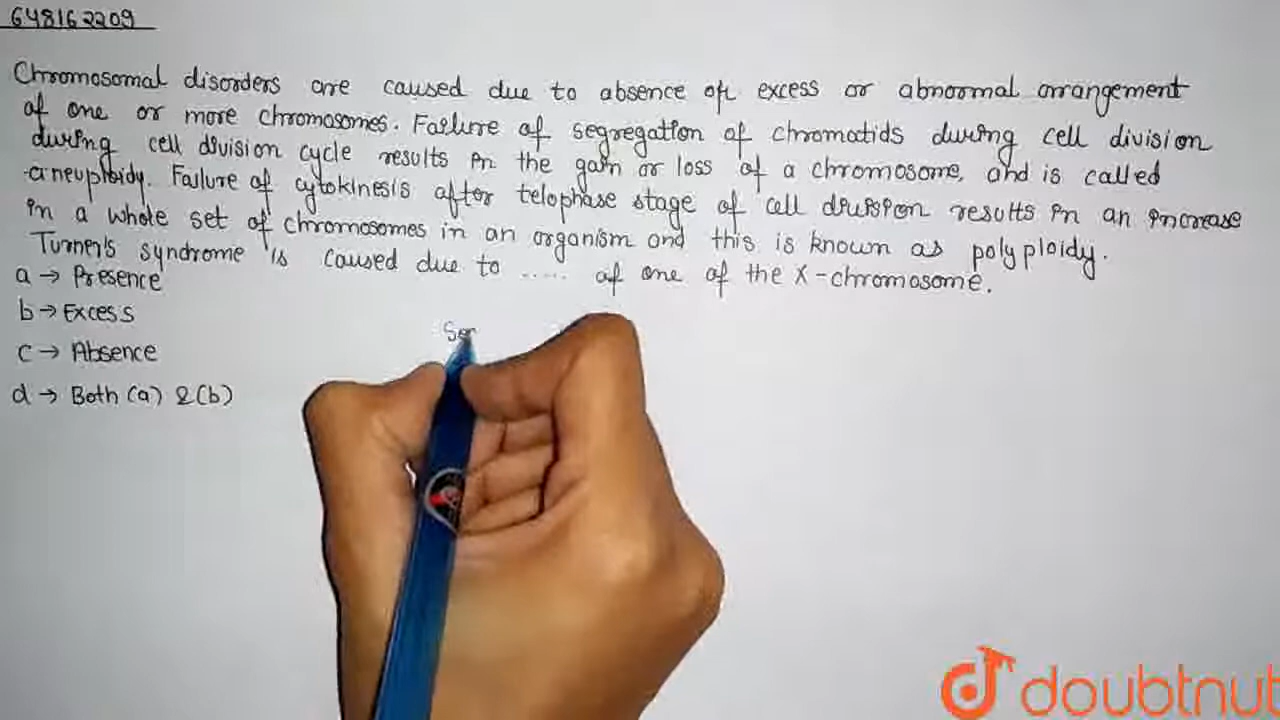 648162209
Chromosomal disorders are caused due to absence or excess or abnormal arrangement
of one or more chromosomes. Failure of segregation of chromatids during cell division
during cell division cycle results in the gain or loss of a chromosome, and is called
aneuploidy. Failure of cytokinesis after telophase stage of cell division results in an increase
in a whole set of chromosomes in an organism and this is known as polyploidy.
Turner's syndrome is caused due to ..... of one of the X-chromosome.
a → Presence
b → Excess
Ser
c → Absence
d → Both (a) & (b)
doubtnut